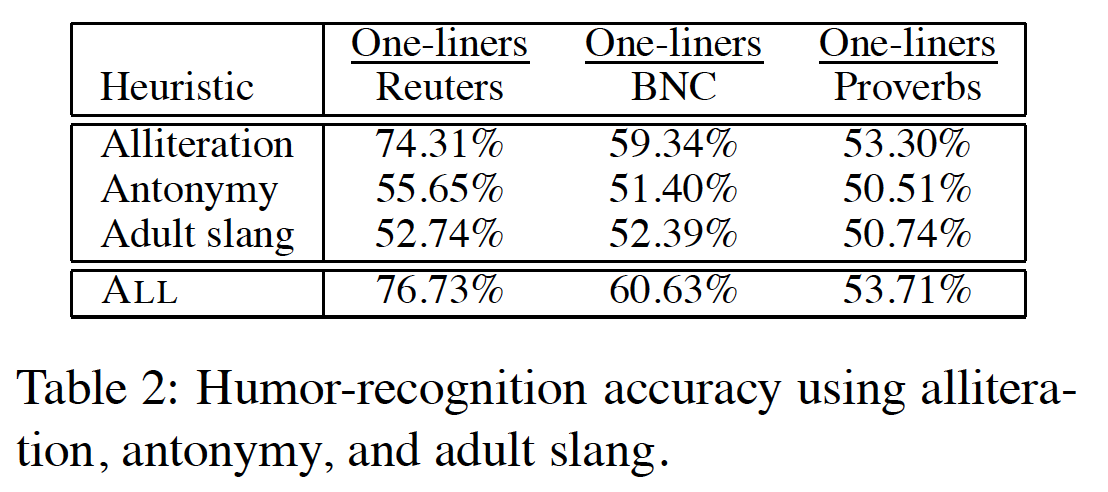 One-liners One-liners One-liners
Heuristic Reuters BNC Proverbs
Alliteration 74.31% 59.34% 53.30%
Antonymy 55.65% 51.40% 50.51%
Adult slang 52.74% 52.39% 50.74%
ALL 76.73% 60.63% 53.71%
Table 2: Humor-recognition accuracy using allitera-
tion, antonymy, and adult slang.